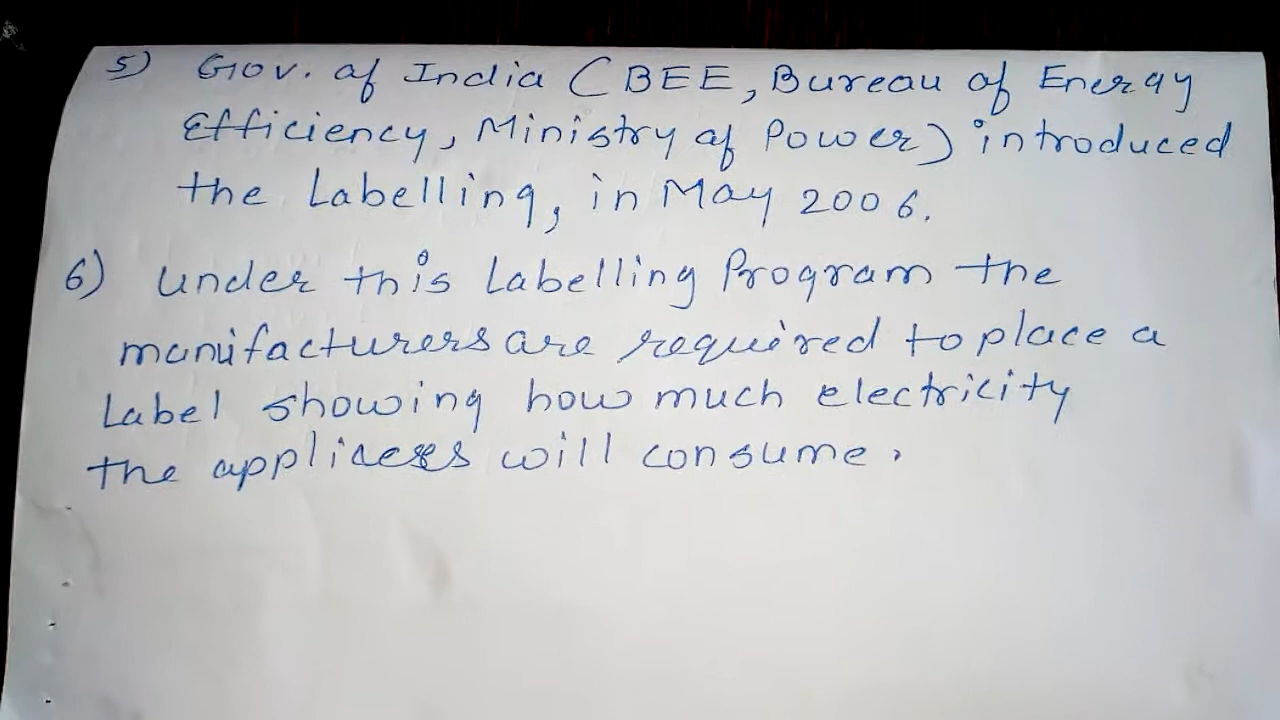 5) Gov. of India (BEE, Bureau of Energy
Efficiency, Ministry of Power) introduced
the Labelling, in May 2006.
6) under this Labelling Program the
manufacturers are required to place a
Label showing how much electricity
the will consume.